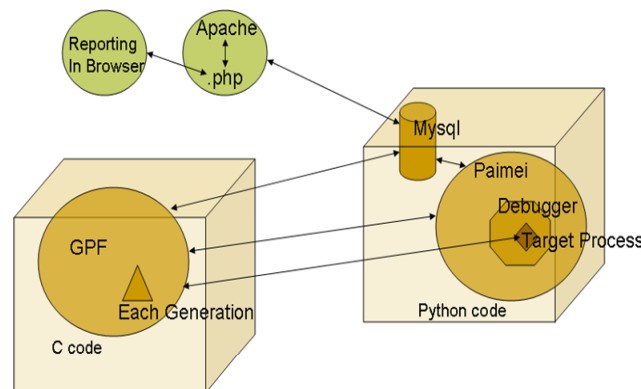 Reporting
In Browser
Apache
.php
Mysql
Paimei
Debugger
Target Process
Python code
GPF
Each Generation
C code